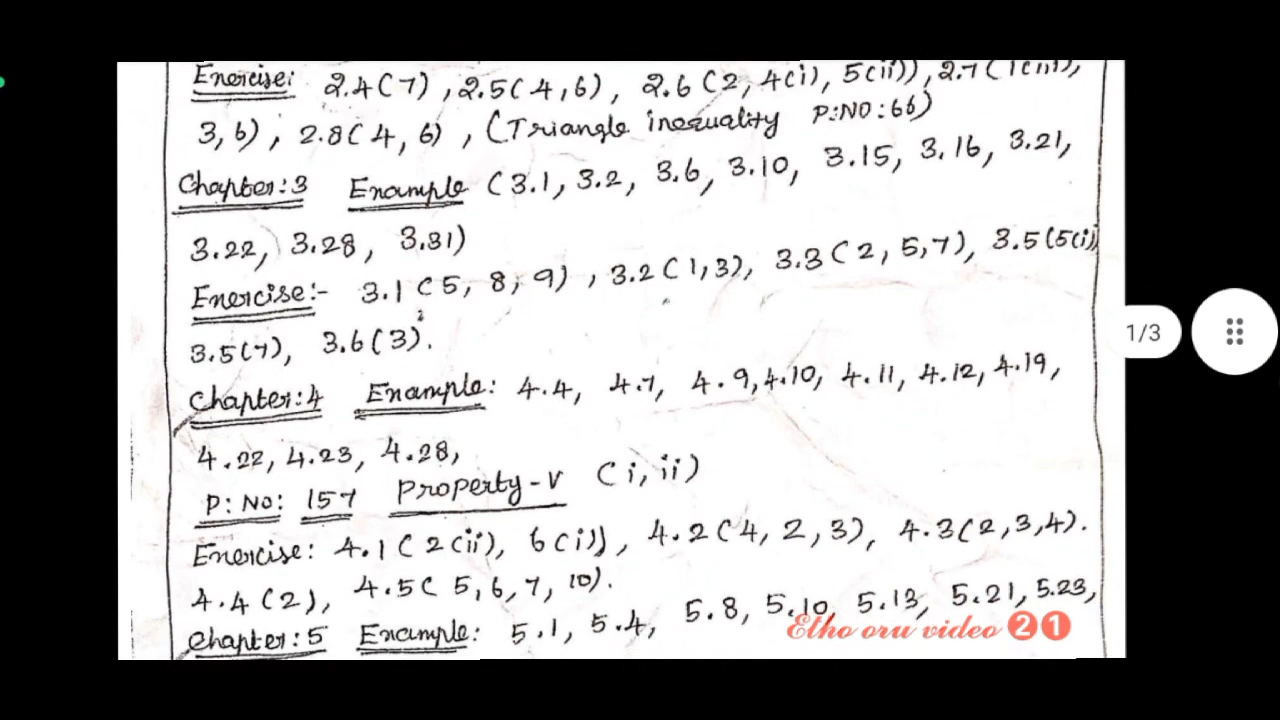 Exercise: 2.4(7), 2.5(4,6), 2.6(2, 4(i), 5(ii)), 2.7(1(iii),
3, 6), 2.8(4, 6), (Triangle inequality P:NO:66)
Chapter:3 Example (3.1, 3.2, 3.6, 3.10, 3.15, 3.16, 3.21,
3.22, 3.28, 3.31)
Exercise:- 3.1(5, 8, 9), 3.2(1,3), 3.3(2, 5,7), 3.5(5(i))
3.5(7), 3.6(3).
Chapter:4 Example: 4.4, 4.7, 4.9, 4.10, 4.11, 4.12, 4.19,
4.22, 4.23, 4.28,
P:NO: 157 Property-V (i, ii)
Exercise: 4.1(2(ii), 6(i)), 4.2(4, 2, 3), 4.3(2,3,4).
4.4(2), 4.5(5,6,7,10).
Chapter:5 Example: 5.1, 5.4, 5.8, 5.10, 5.13, 5.21, 5.23,
Etho oru video 21
1/3